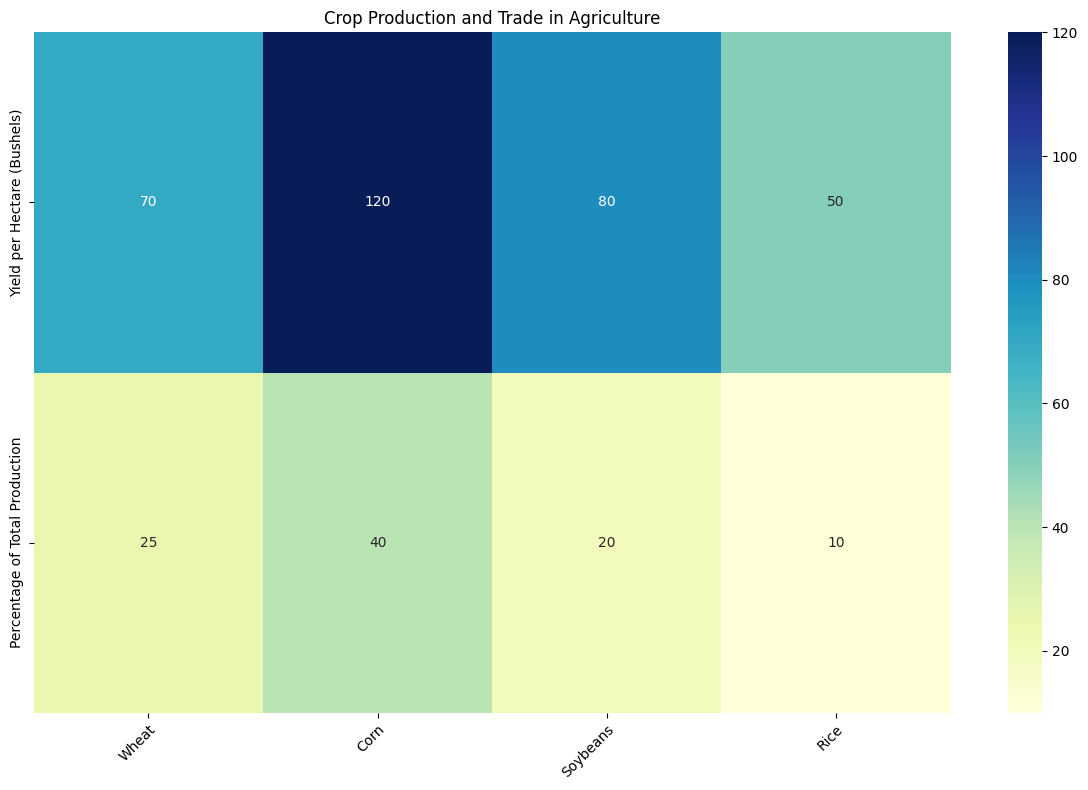 Crop Production and Trade in Agriculture
Yield per Hectare (Bushels)
70
120
80
50
Percentage of Total Production
25
40
20
10
Wheat
Corn
Soybeans
Rice
120
100
80
60
40
20